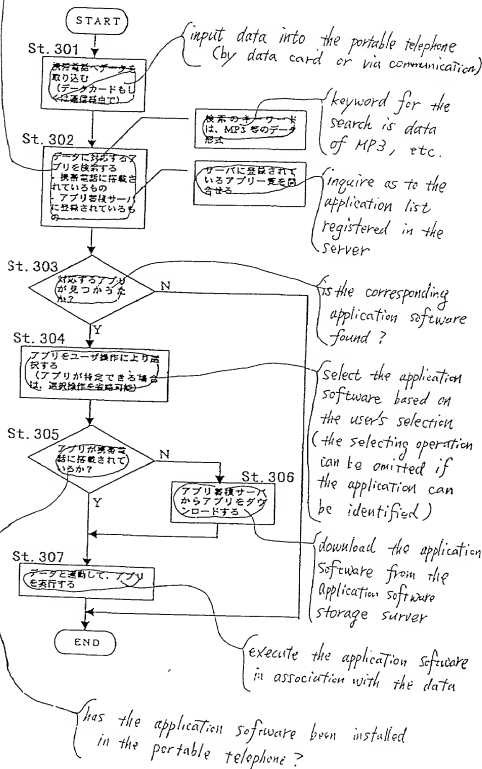 START
St. 301
携帯電話へデータを
取り込む
(データカードもし
くは通信経由で)
input data into the portable telephone
(by data card or via communication)
St. 302
データに対応するアプ
リを検索する
・携帯電話に搭載さ
れているもの
・アプリ蓄積サーバ
に登録されているも
の
検索のキーワード
は、MP3 等のデータ
形式
keyword for the
search is data
of MP3, etc.
サーバに登録されて
いるアプリ一覧を問
合せる
inquire as to the
application list
registered in the
server
St. 303
対応するアプリ
が見つかった
か?
N
Y
is the corresponding
application software
found?
St. 304
アプリをユーザ操作により選
択する
(アプリが特定できる場合
は、選択操作を省略可能)
select the application
software based on
the user's selection
(the selecting operation
can be omitted if
the application can
be identified)
St. 305
アプリが携帯電
話に搭載されて
いるか?
N
Y
St. 306
アプリ蓄積サーバ
からアプリをダウ
ンロードする
download the application
software from the
application software
storage surver
St. 307
データと連動して、アプリ
を実行する
END
execute the application software
in association with the data
has the application software been installed
in the portable telephone?